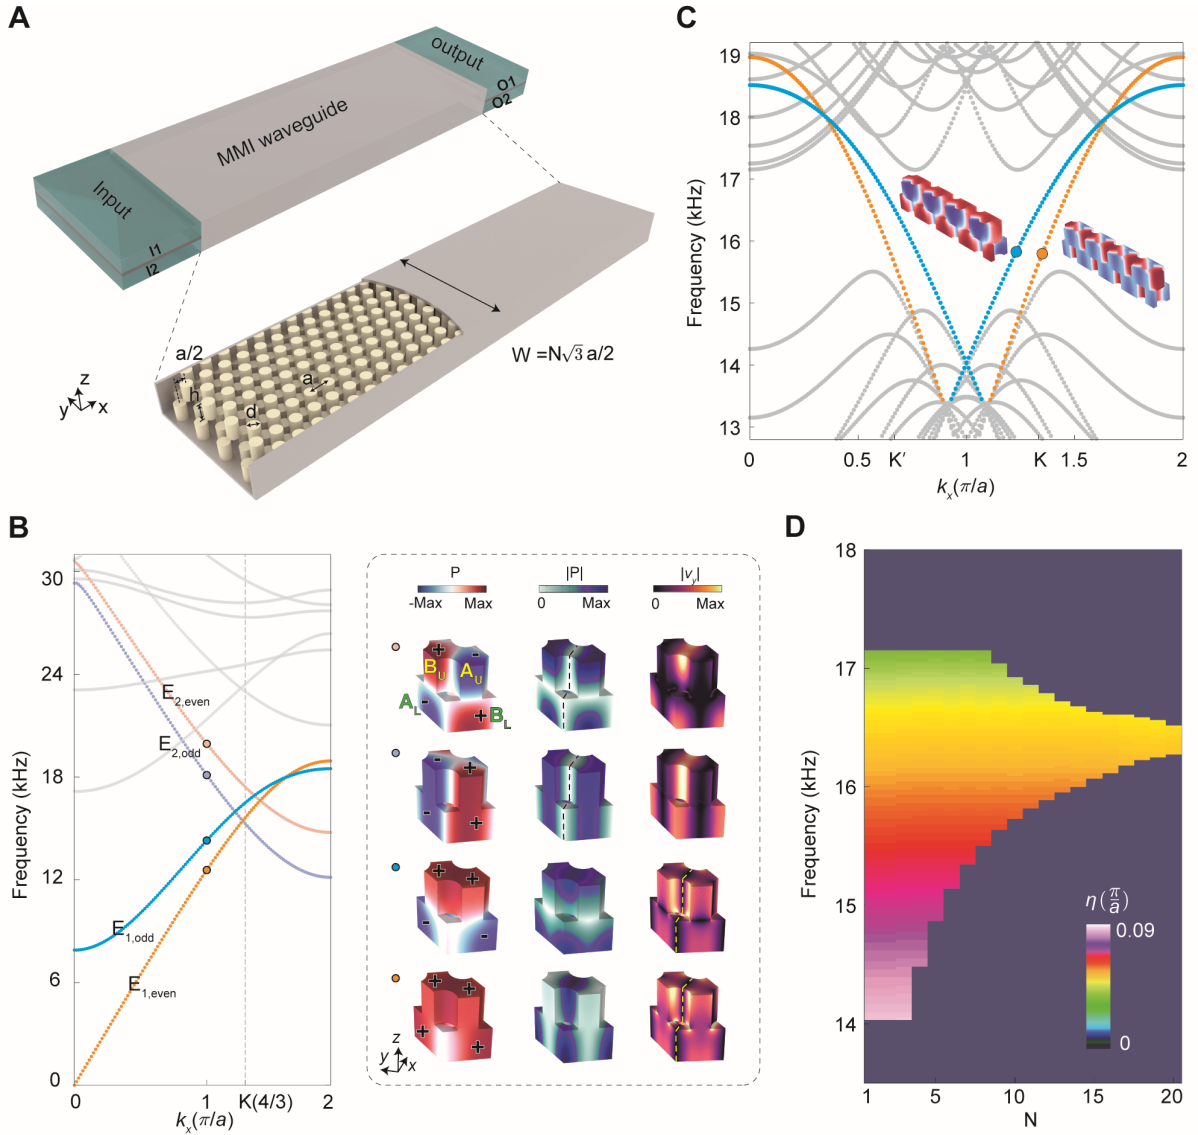 A
output
O1
O2
MMI waveguide
Input
I1
I2
a/2
h
a
d
W =N√3 a/2
z
y
x
C
Frequency (kHz)
19
18
17
16
15
14
13
0
0.5
K′
1
K
1.5
2
kx(π/a)
B
Frequency (kHz)
30
24
18
12
6
0
E2,even
E2,odd
E1,odd
E1,even
0
1
K(4/3)
2
kx(π/a)
P
|P|
|vy|
-Max
Max
0
Max
0
Max
+
-
BU
AU
AL
-
+
BL
-
+
-
+
+
+
-
-
+
+
+
+
z
y
x
D
Frequency (kHz)
18
17
16
15
14
η(π/a)
0.09
0
1
5
10
15
20
N